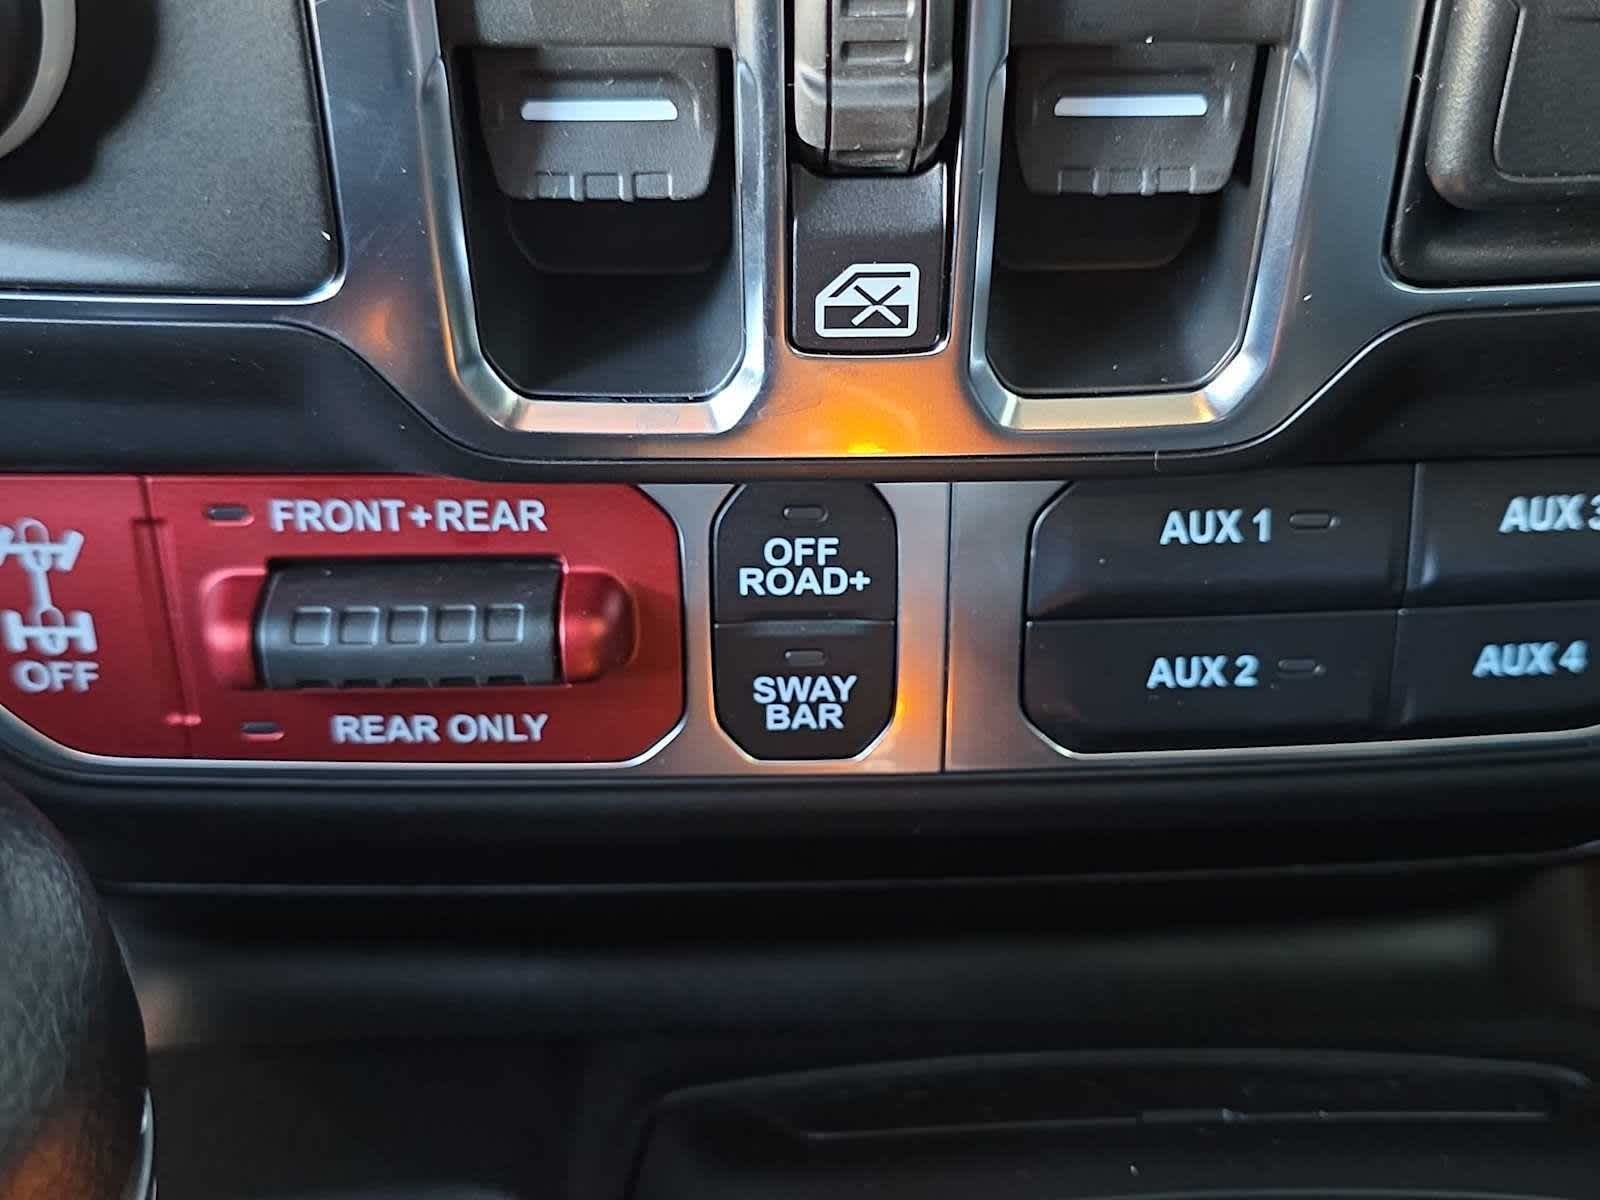 FRONT+REAR
OFF
REAR ONLY
OFF
ROAD+
SWAY
BAR
AUX 1
AUX 3
AUX 2
AUX 4